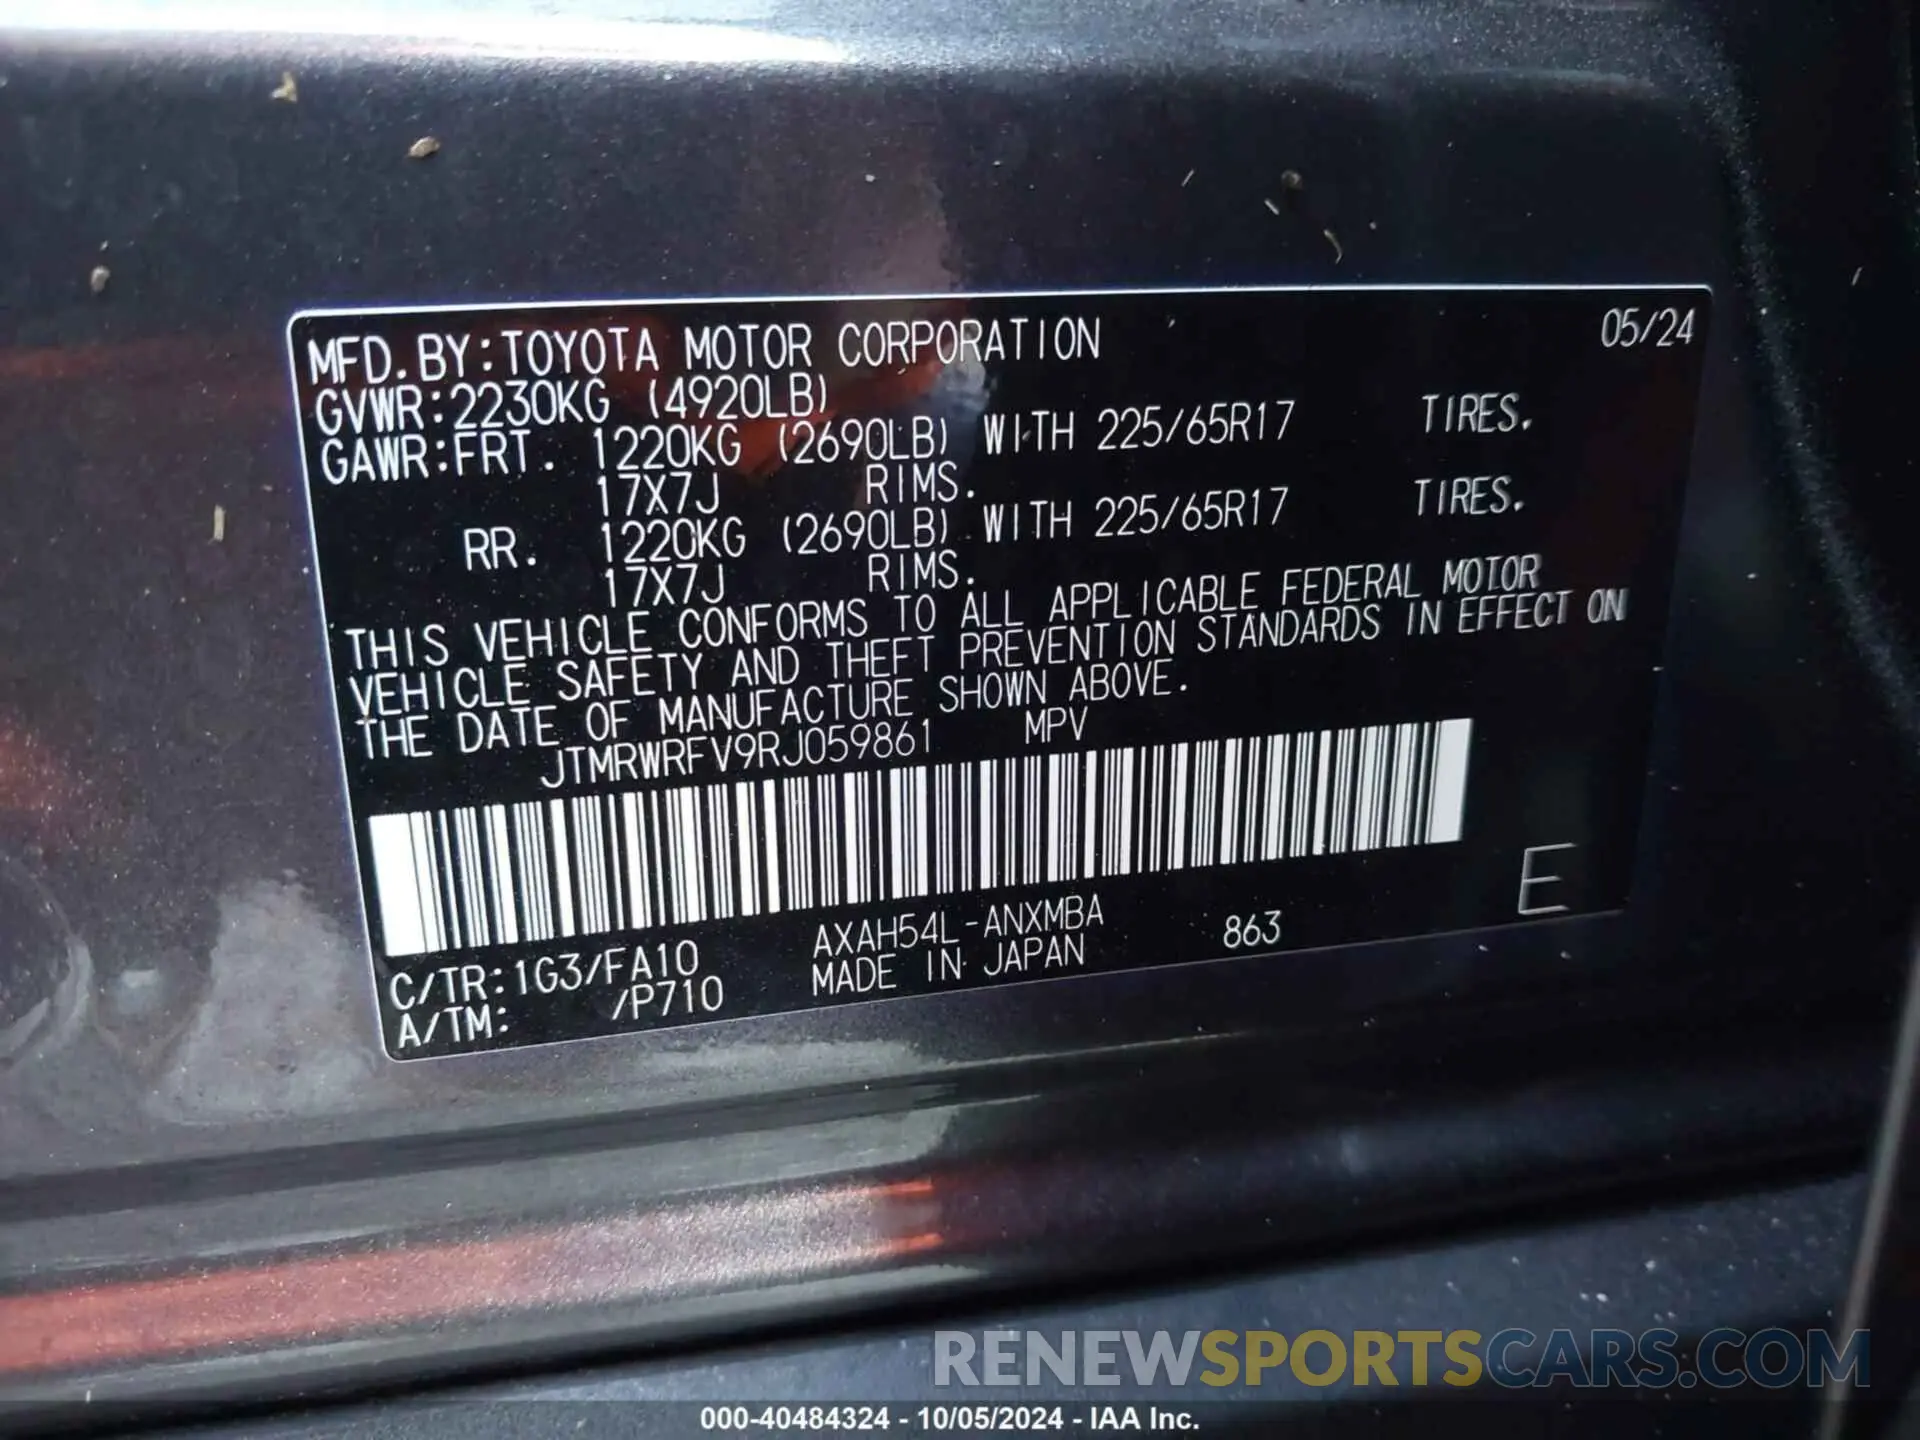 MFD.BY:TOYOTA MOTOR CORPORATION 05/24
GVWR:2230KG (4920LB)
GAWR:FRT. 1220KG (2690LB) WITH 225/65R17 TIRES.
17X7J RIMS.
RR. 1220KG (2690LB) WITH 225/65R17 TIRES.
17X7J RIMS.
THIS VEHICLE CONFORMS TO ALL APPLICABLE FEDERAL MOTOR
VEHICLE SAFETY AND THEFT PREVENTION STANDARDS IN EFFECT ON
THE DATE OF MANUFACTURE SHOWN ABOVE.
JTMRWRFV9RJ059861 MPV
E
C/TR:1G3/FA10 AXAH54L-ANXMBA 863
A/TM: /P710 MADE IN JAPAN
RENEWSPORTSCARS.COM
000-40484324 - 10/05/2024 - IAA Inc.